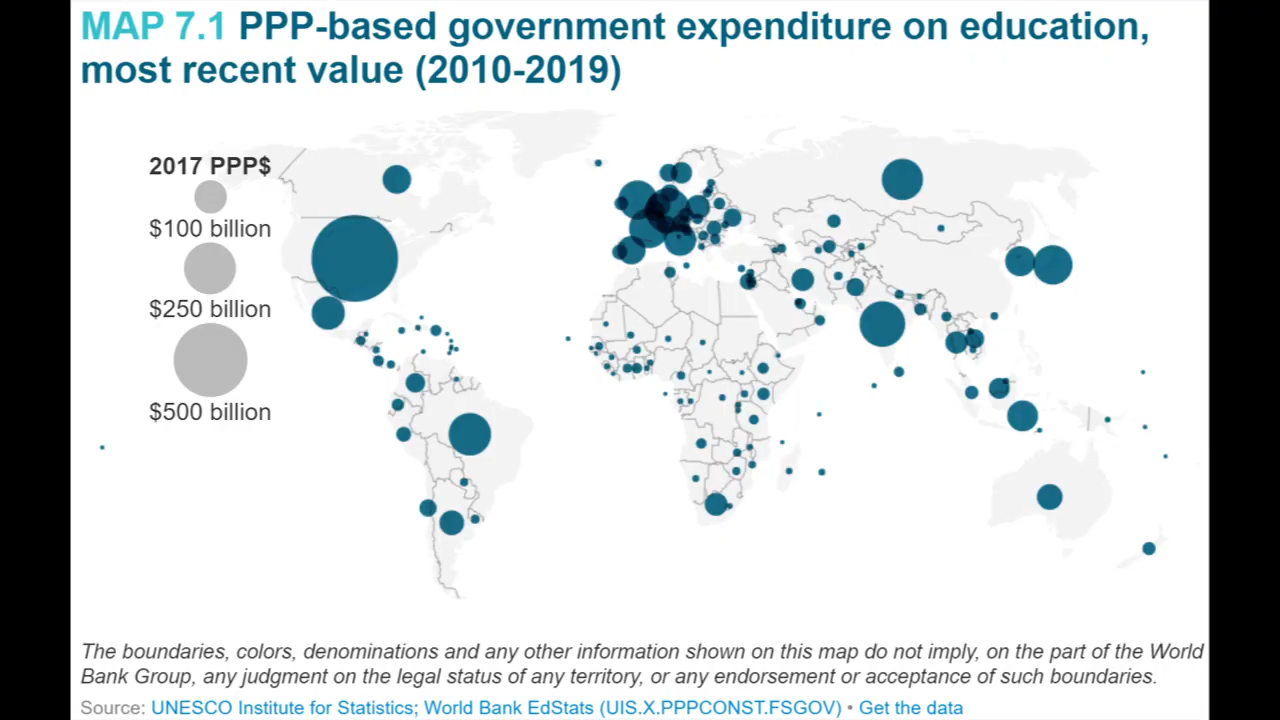 MAP 7.1 PPP-based government expenditure on education,
most recent value (2010-2019)
2017 PPP$
$100 billion
$250 billion
$500 billion
The boundaries, colors, denominations and any other information shown on this map do not imply, on the part of the World
Bank Group, any judgment on the legal status of any territory, or any endorsement or acceptance of such boundaries.
Source: UNESCO Institute for Statistics; World Bank EdStats (UIS.X.PPPCONST.FSGOV) • Get the data